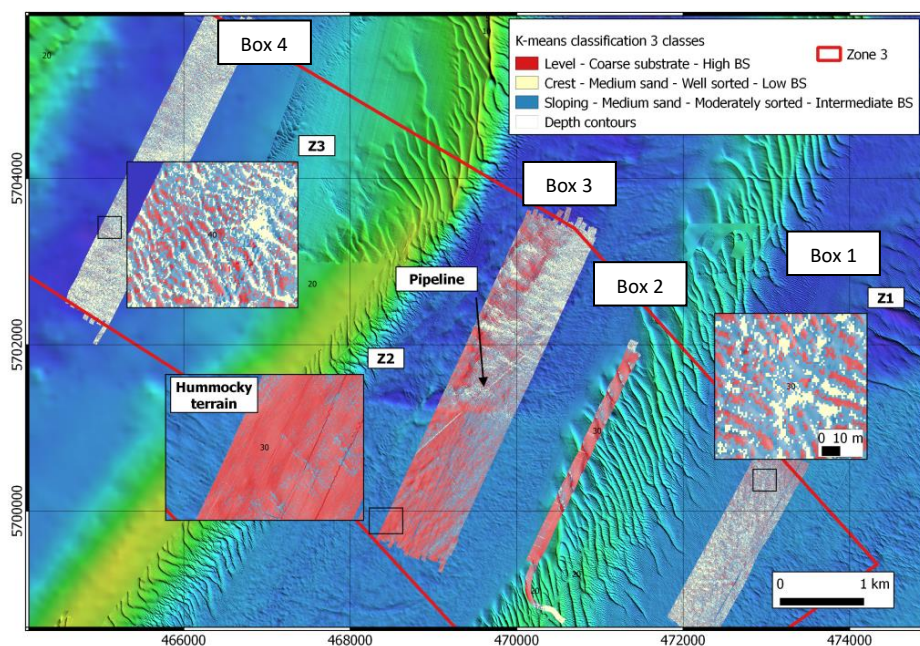 K-means classification 3 classes
Zone 3
Level - Coarse substrate - High BS
Crest - Medium sand - Well sorted - Low BS
Sloping - Medium sand - Moderately sorted - Intermediate BS
Depth contours
Box 4
20
Z3
5704000
Box 3
40
Box 1
20
Pipeline
Box 2
Z1
5702000
Z2
Hummocky
terrain
30
30
30
0 10 m
5700000
20
20
0 1 km
466000
468000
470000
472000
474000